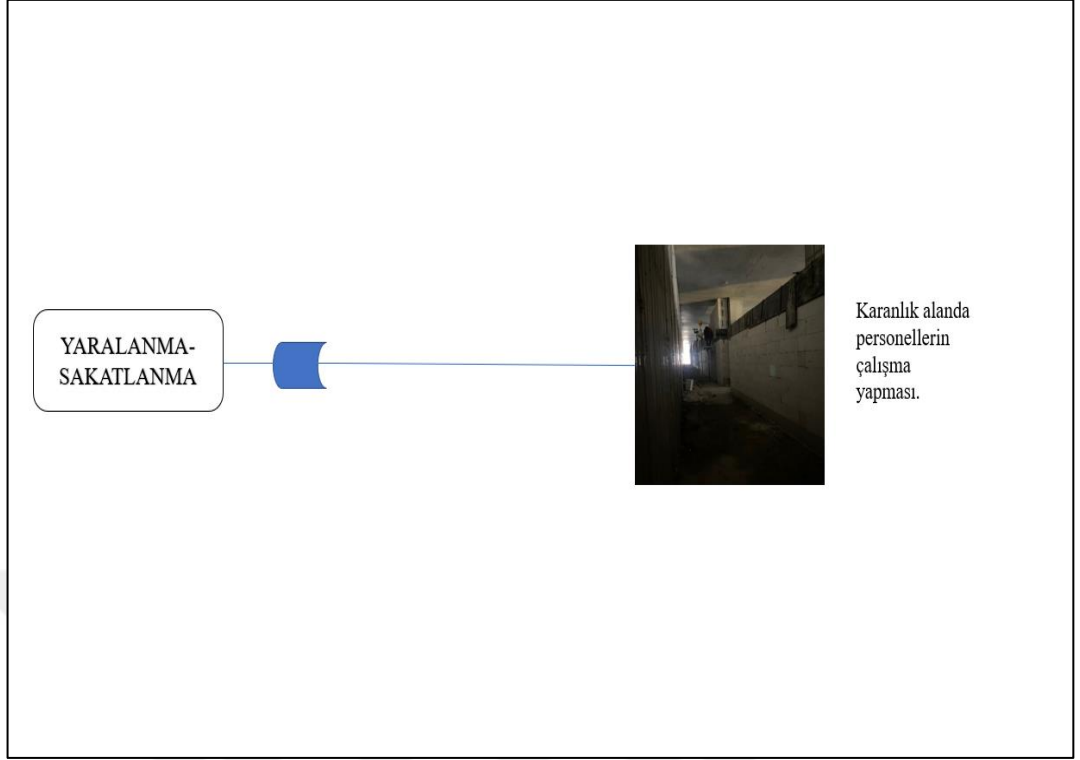 YARALANMA-
SAKATLANMA
Karanlık alanda
personellerin
çalışma
yapması.